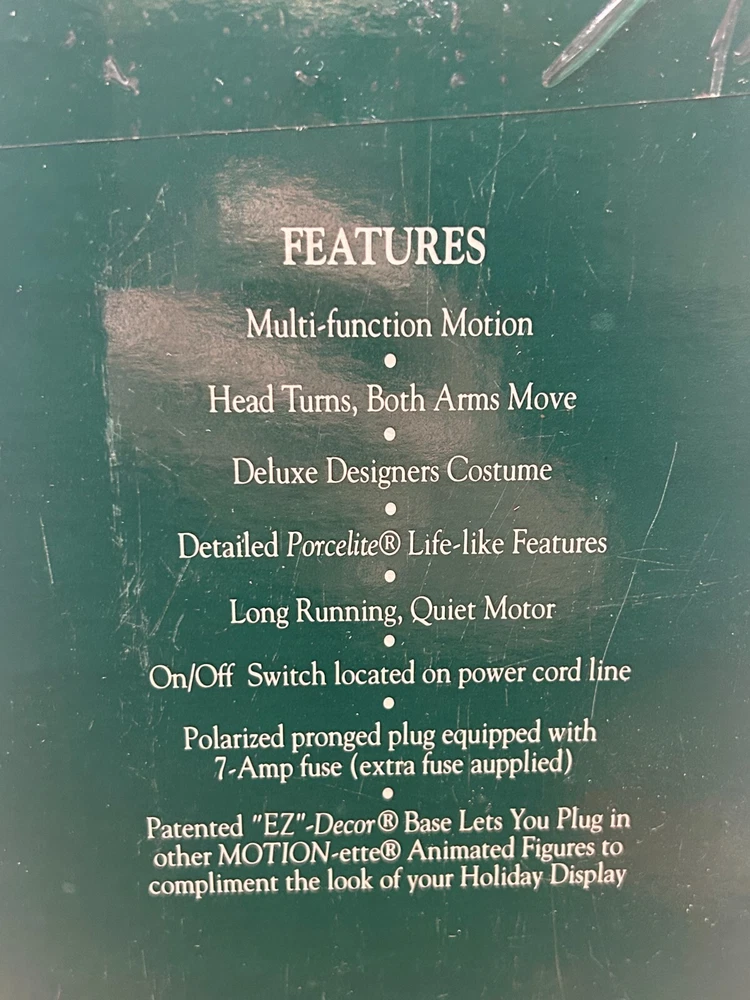 FEATURES
Multi-function Motion
•
Head Turns, Both Arms Move
•
Deluxe Designers Costume
•
Detailed Porcelite® Life-like Features
•
Long Running, Quiet Motor
•
On/Off Switch located on power cord line
•
Polarized pronged plug equipped with
7-Amp fuse (extra fuse aupplied)
•
Patented "EZ"-Decor® Base Lets You Plug in
other MOTION-ette® Animated Figures to
compliment the look of your Holiday Display